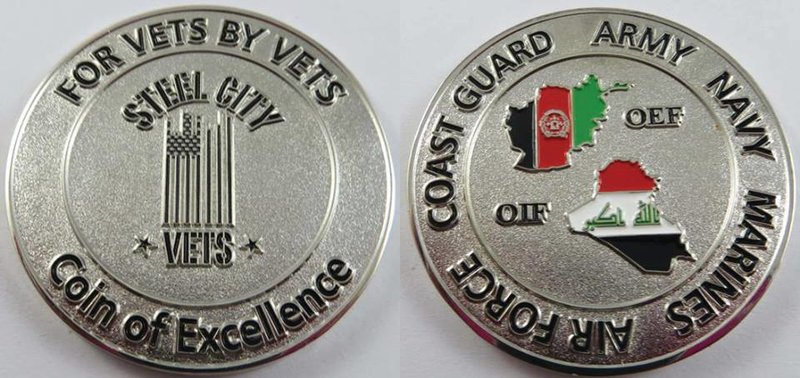 FOR VETS BY VETS
STEEL CITY
VETS
Coin of Excellence
COAST GUARD ARMY NAVY MARINES AIR FORCE
OEF
OIF
الله اكبر